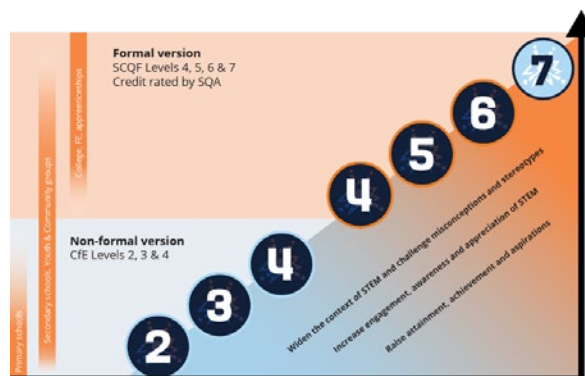 Formal version
SCQF Levels 4, 5, 6 & 7
Credit rated by SQA
College, FE, apprenticeships
Secondary schools, Youth & Community groups
Primary schools
Non-formal version
CfE Levels 2, 3 & 4
2
3
4
4
5
6
7
Widen the context of STEM and challenge misconceptions and stereotypes
Increase engagement, awareness and appreciation of STEM
Raise attainment, achievement and aspirations